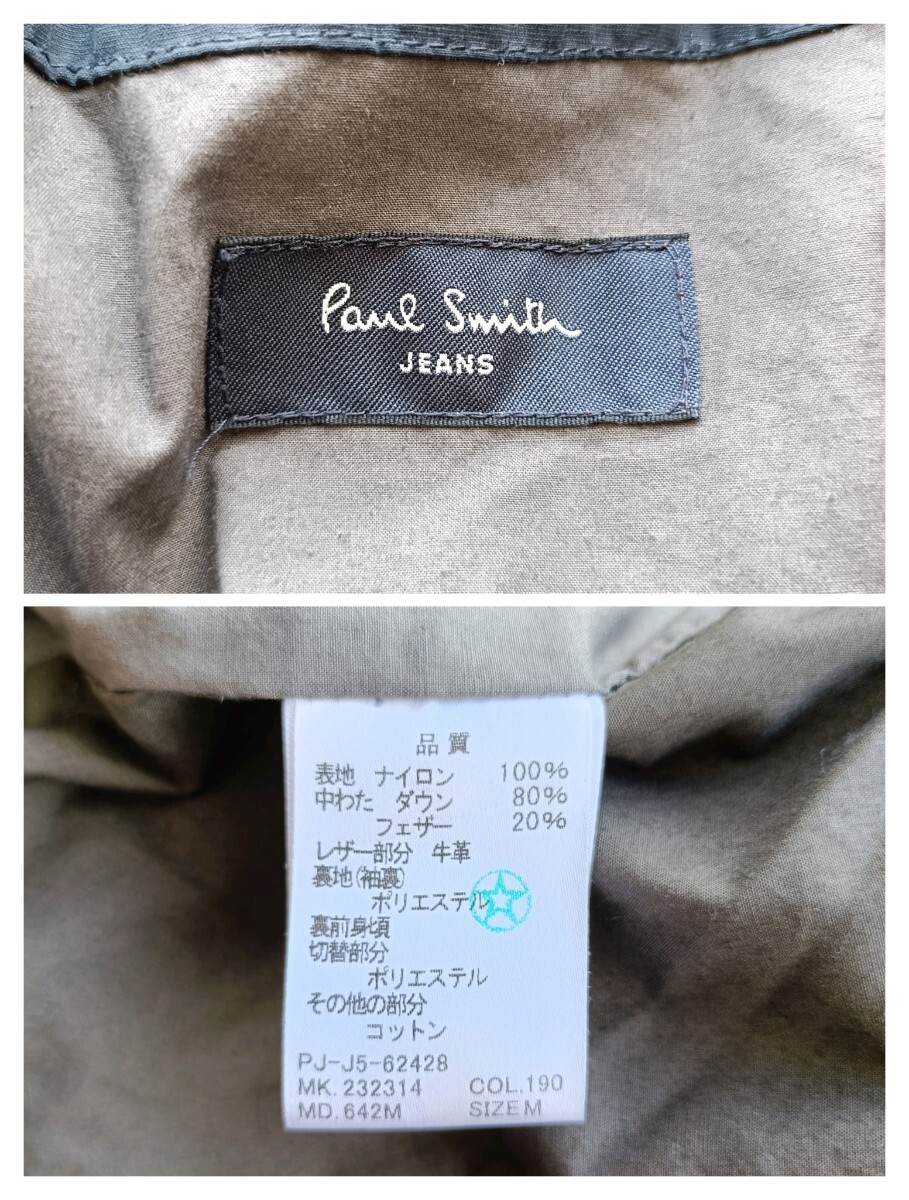 Paul Smith
JEANS
品質
表地 ナイロン 100%
中わた ダウン 80%
フェザー 20%
レザー部分 牛革
裏地(袖裏)
ポリエステル
裏前身頃
切替部分
ポリエステル
その他の部分
コットン
PJ-J5-62428
MK.232314 COL.190
MD.642M SIZE M